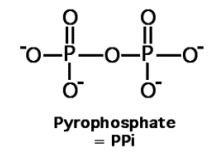 O O
⁻O P O P O⁻
O⁻ O⁻
Pyrophosphate
= PPi